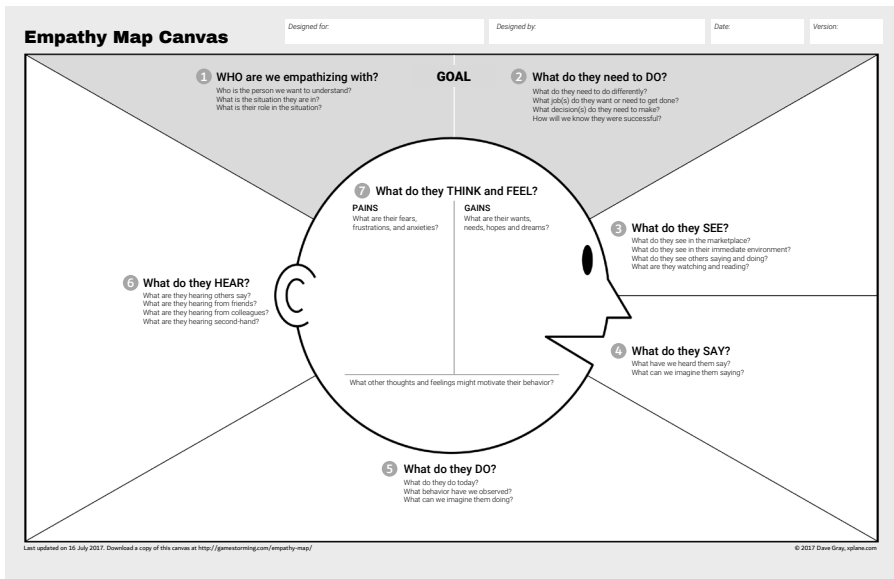 Empathy Map Canvas
Designed for:
Designed by:
Date:
Version:
1 WHO are we empathizing with?
Who is the person we want to understand?
What is the situation they are in?
What is their role in the situation?
GOAL
2 What do they need to DO?
What do they need to do differently?
What job(s) do they want or need to get done?
What decision(s) do they need to make?
How will we know they were successful?
7 What do they THINK and FEEL?
PAINS
What are their fears,
frustrations, and anxieties?
GAINS
What are their wants,
needs, hopes and dreams?
What other thoughts and feelings might motivate their behavior?
3 What do they SEE?
What do they see in the marketplace?
What do they see in their immediate environment?
What do they see others saying and doing?
What are they watching and reading?
4 What do they SAY?
What have we heard them say?
What can we imagine them saying?
5 What do they DO?
What do they do today?
What behavior have we observed?
What can we imagine them doing?
6 What do they HEAR?
What are they hearing others say?
What are they hearing from friends?
What are they hearing from colleagues?
What are they hearing second-hand?
Last updated on 16 July 2017. Download a copy of this canvas at http://gamestorming.com/empathy-map/
© 2017 Dave Gray, xplane.com